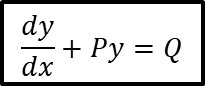 dy/dx + Py = Q